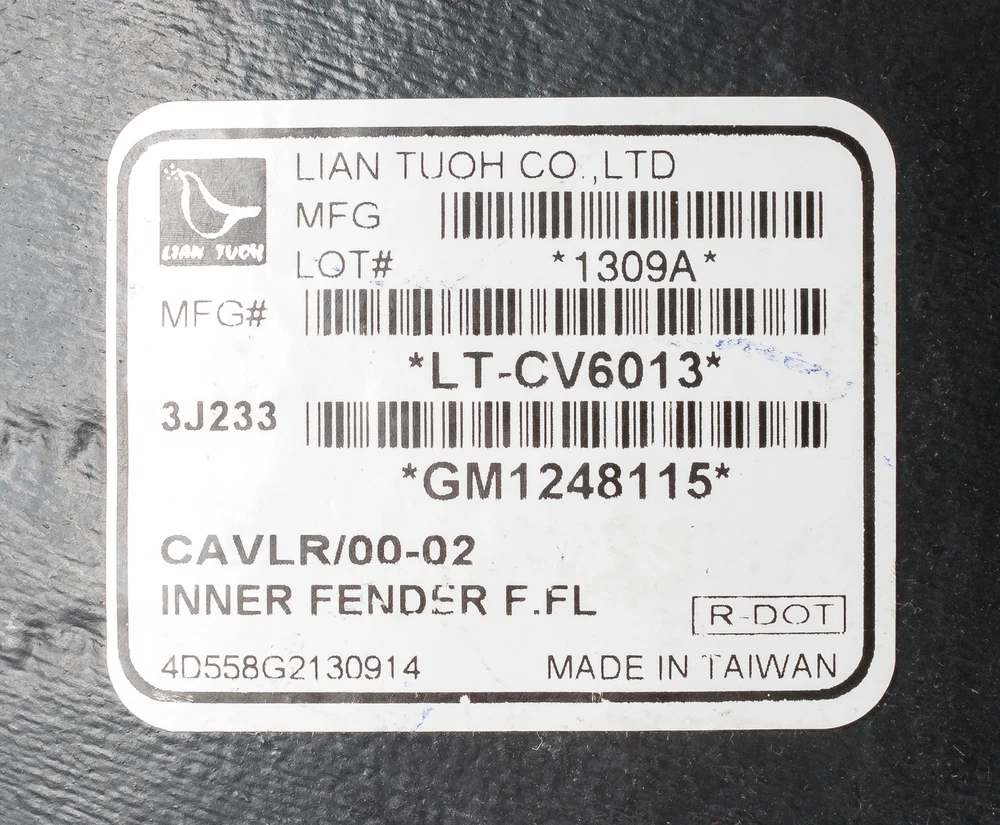 LIAN TUOH CO.,LTD
LIAN TUOH
MFG
LOT#
*1309A*
MFG#
*LT-CV6013*
3J233
*GM1248115*
CAVLR/00-02
INNER FENDER F.FL
R-DOT
4D558G2130914
MADE IN TAIWAN